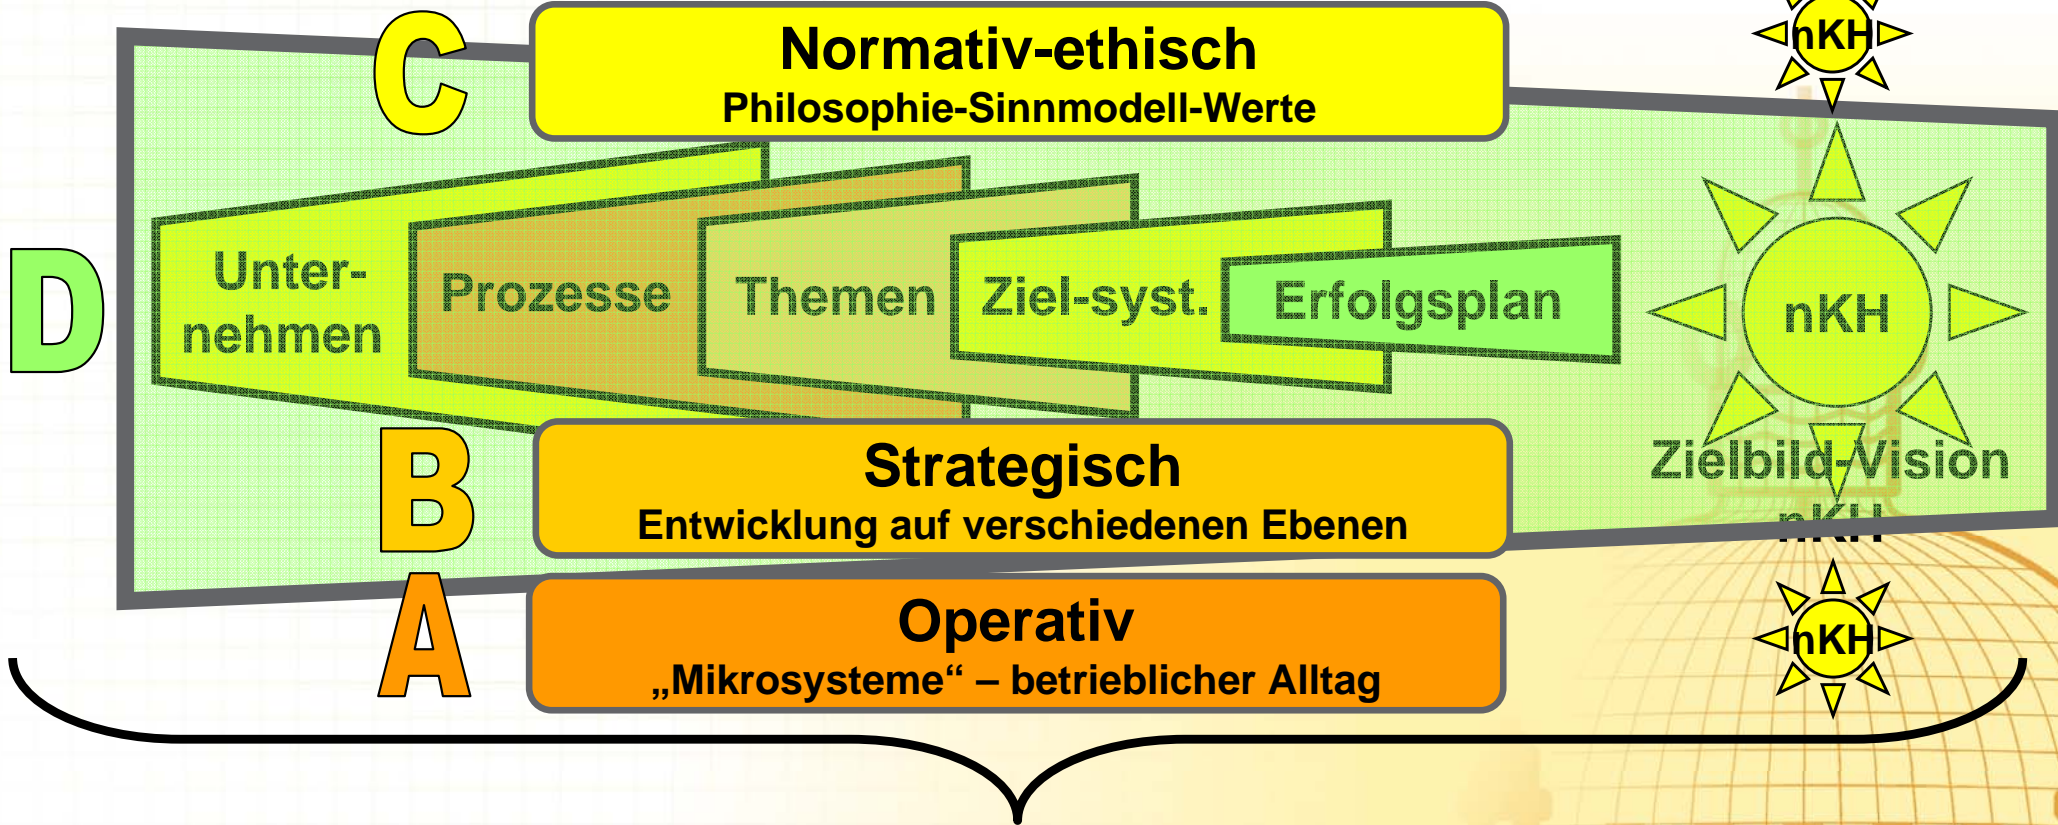 C
Normativ-ethisch
Philosophie-Sinnmodell-Werte
nKH
D
Unter-
nehmen
Prozesse
Themen
Ziel-syst.
Erfolgsplan
nKH
Zielbild-Vision
nKH
B
Strategisch
Entwicklung auf verschiedenen Ebenen
A
Operativ
„Mikrosysteme“ – betrieblicher Alltag
nKH